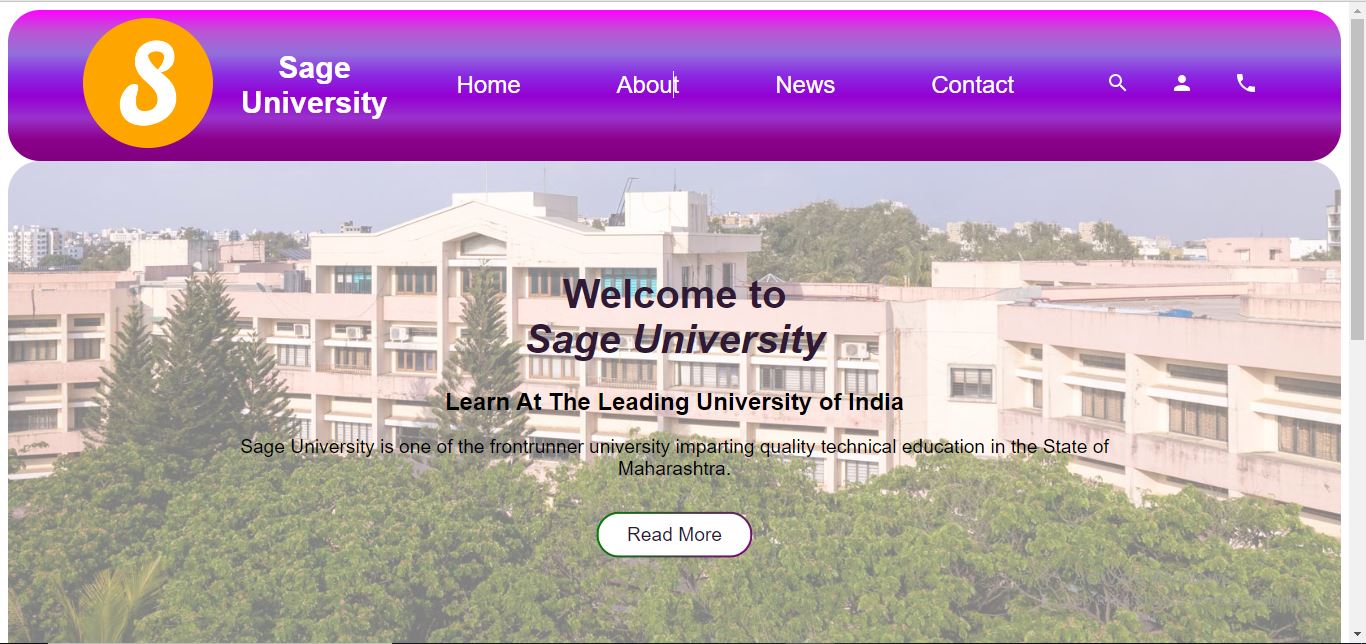 S
Sage
University
Home
About
News
Contact
Welcome to
Sage University
Learn At The Leading University of India
Sage University is one of the frontrunner university imparting quality technical education in the State of
Maharashtra.
Read More